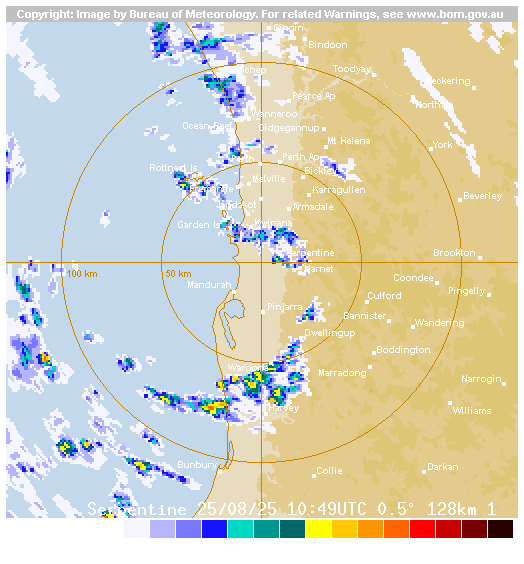 Copyright: Image by Bureau of Meteorology. For related Warnings, see www.bom.gov.au
Gingin
Bindoon
Toodyay
Pearce Ap
Wanneroo
Ocean Reef
Gidgegannup
Mt Helena
York
Perth Ap
Rottnest Is
Bickley
Melville
Karragullen
Beverley
Jandakot
Armadale
Garden Is
Kwinana
Serpentine
Brookton
100 km
50 km
Jarnet
Coondee
Mandurah
Pingelly
Culford
Pinjarra
Bannister
Wandering
Dwellingup
Boddington
Waroona
Marradong
Narrogin
Harvey
Williams
Bunbury
Collie
Darkan
Serpentine 25/08/25 10:49UTC 0.5° 128km 1